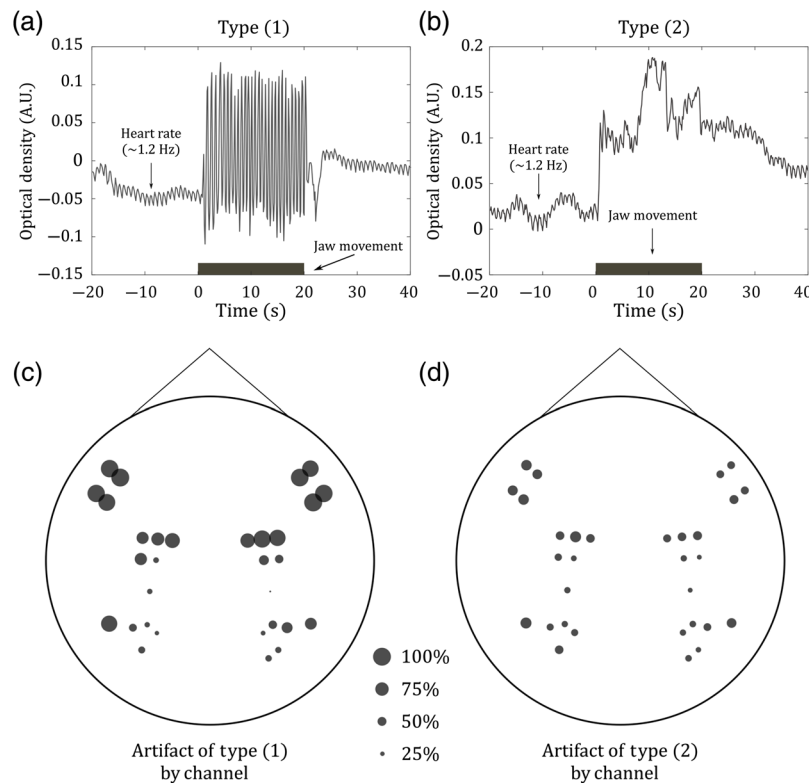 (a)
Type (1)
0.15
0.1
0.05
0
−0.05
−0.1
−0.15
Optical density (A.U.)
Heart rate
(~1.2 Hz)
Jaw movement
−20
−10
0
10
20
30
40
Time (s)
(b)
Type (2)
0.2
0.15
0.1
0.05
0
−0.05
Optical density (A.U.)
Heart rate
(~1.2 Hz)
Jaw movement
−20
−10
0
10
20
30
40
Time (s)
(c)
(d)
100%
75%
50%
25%
Artifact of type (1)
by channel
Artifact of type (2)
by channel